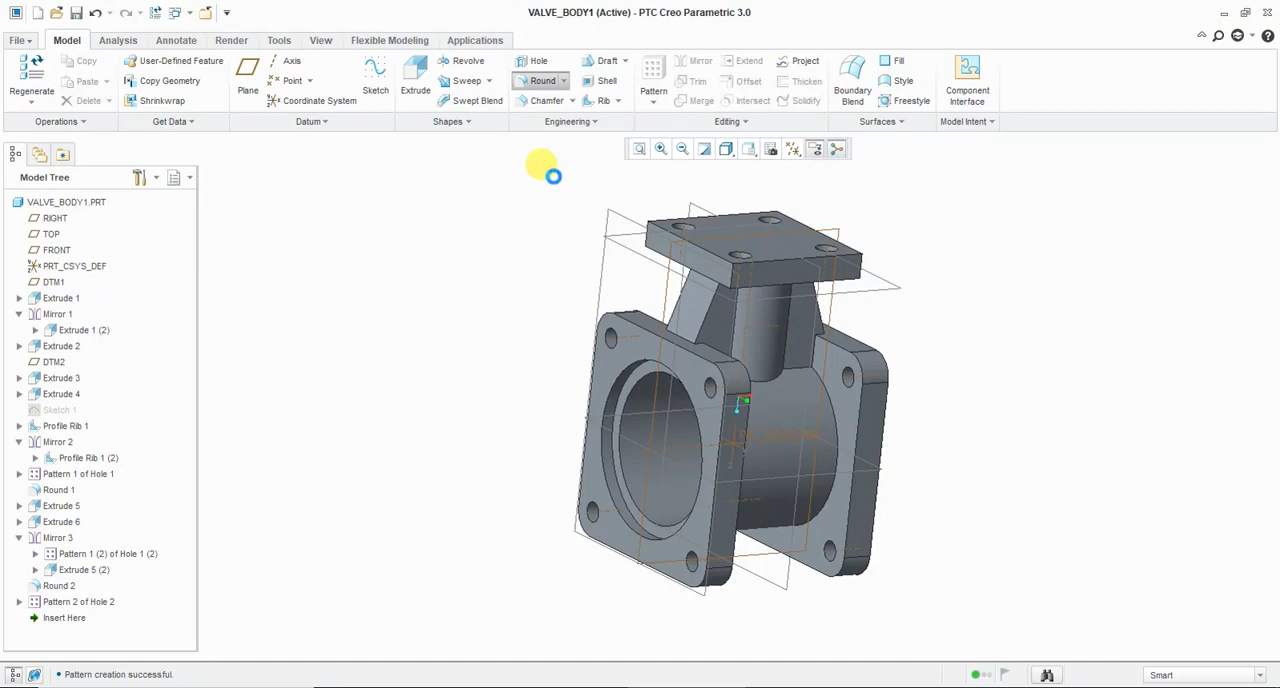 VALVE_BODY1 (Active) - PTC Creo Parametric 3.0
File Model Analysis Annotate Render Tools View Flexible Modeling Applications
Regenerate
Copy
Paste
Delete
User-Defined Feature
Copy Geometry
Shrinkwrap
Plane
Axis
Point
Coordinate System
Sketch
Extrude
Revolve
Sweep
Swept Blend
Hole
Round
Chamfer
Draft
Shell
Rib
Pattern
Mirror
Trim
Merge
Extend
Offset
Intersect
Project
Thicken
Solidify
Boundary
Blend
Fill
Style
Freestyle
Component
Interface
Operations Get Data Datum Shapes Engineering Editing Surfaces Model Intent
Model Tree
VALVE_BODY1.PRT
RIGHT
TOP
FRONT
PRT_CSYS_DEF
DTM1
Extrude 1
Mirror 1
Extrude 1 (2)
Extrude 2
DTM2
Extrude 3
Extrude 4
Sketch 1
Profile Rib 1
Mirror 2
Profile Rib 1 (2)
Pattern 1 of Hole 1
Round 1
Extrude 5
Extrude 6
Mirror 3
Pattern 1 (2) of Hole 1 (2)
Extrude 5 (2)
Round 2
Pattern 2 of Hole 2
Insert Here
Pattern creation successful.
Smart